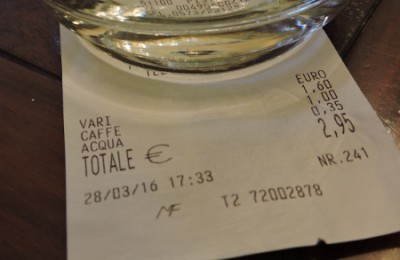 EURO
VARI 1,60
CAFFE 1,00
ACQUA 0,35
TOTALE € 2,95
28/03/16 17:33 NR.241
MF T2 72002878